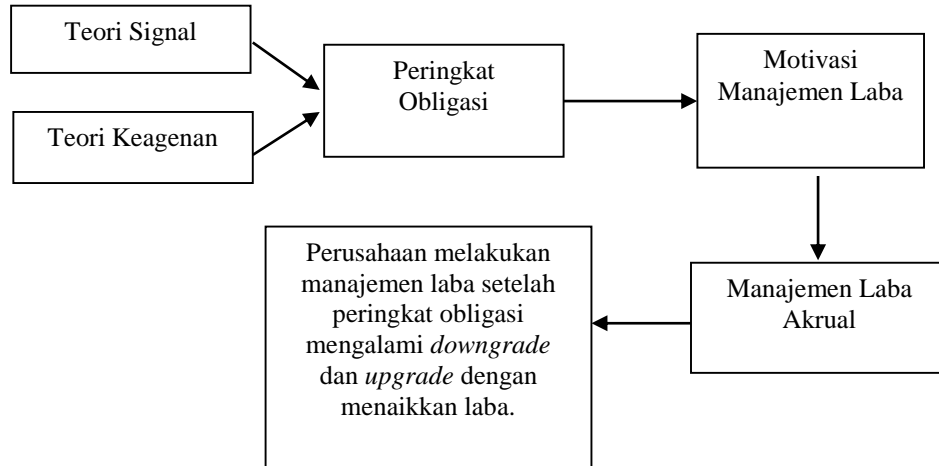 Teori Signal
Teori Keagenan
Peringkat
Obligasi
Motivasi
Manajemen Laba
Manajemen Laba
Akrual
Perusahaan melakukan
manajemen laba setelah
peringkat obligasi
mengalami downgrade
dan upgrade dengan
menaikkan laba.